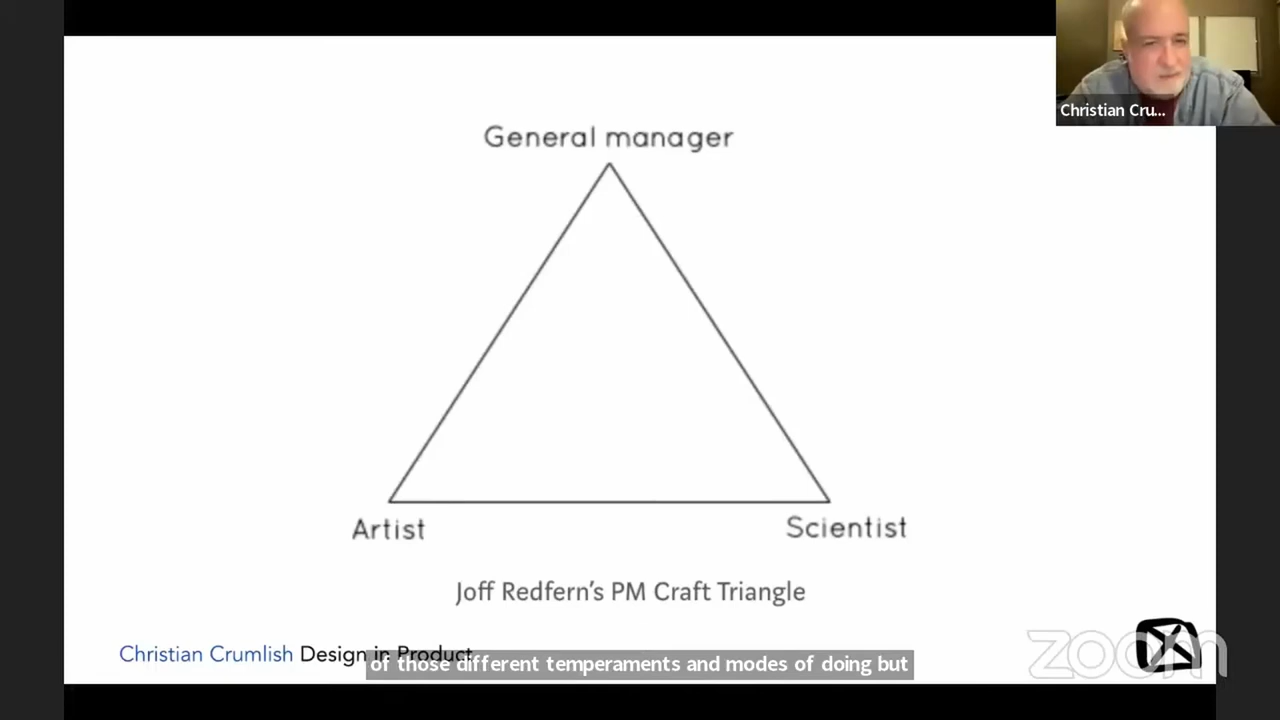 General manager
Christian Cru...
Artist
Scientist
Joff Redfern's PM Craft Triangle
Christian Crumlish Design in Product
of those different temperaments and modes of doing but
zoom